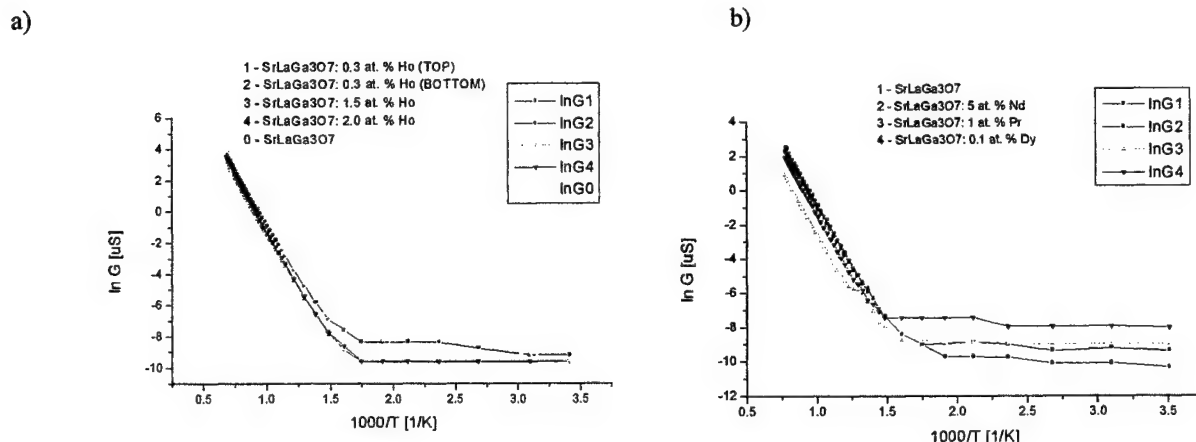 a)
1 - SrLaGa3O7: 0.3 at. % Ho (TOP)
2 - SrLaGa3O7: 0.3 at. % Ho (BOTTOM)
3 - SrLaGa3O7: 1.5 at. % Ho
4 - SrLaGa3O7: 2.0 at. % Ho
0 - SrLaGa3O7
lnG1
lnG2
lnG3
lnG4
lnG0
ln G [uS]
6
4
2
0
-2
-4
-6
-8
-10
0.5 1.0 1.5 2.0 2.5 3.0 3.5
1000/T [1/K]
b)
1 - SrLaGa3O7
2 - SrLaGa3O7: 5 at. % Nd
3 - SrLaGa3O7: 1 at. % Pr
4 - SrLaGa3O7: 0.1 at. % Dy
lnG1
lnG2
lnG3
lnG4
ln G [uS]
6
4
2
0
-2
-4
-6
-8
-10
-12
0.5 1.0 1.5 2.0 2.5 3.0 3.5
1000/T [1/K]